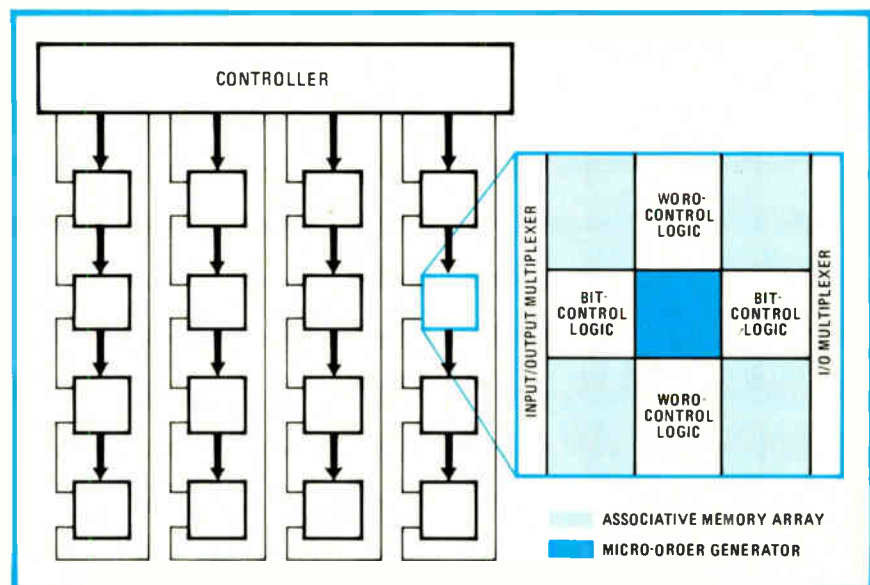 CONTROLLER
INPUT/OUTPUT MULTIPLEXER
WORO-
CONTROL
LOGIC
BIT-
CONTROL
LOGIC
BIT-
CONTROL
LOGIC
WORO-
CONTROL
LOGIC
I/O MULTIPLEXER
ASSOCIATIVE MEMORY ARRAY
MICRO-ORDER GENERATOR